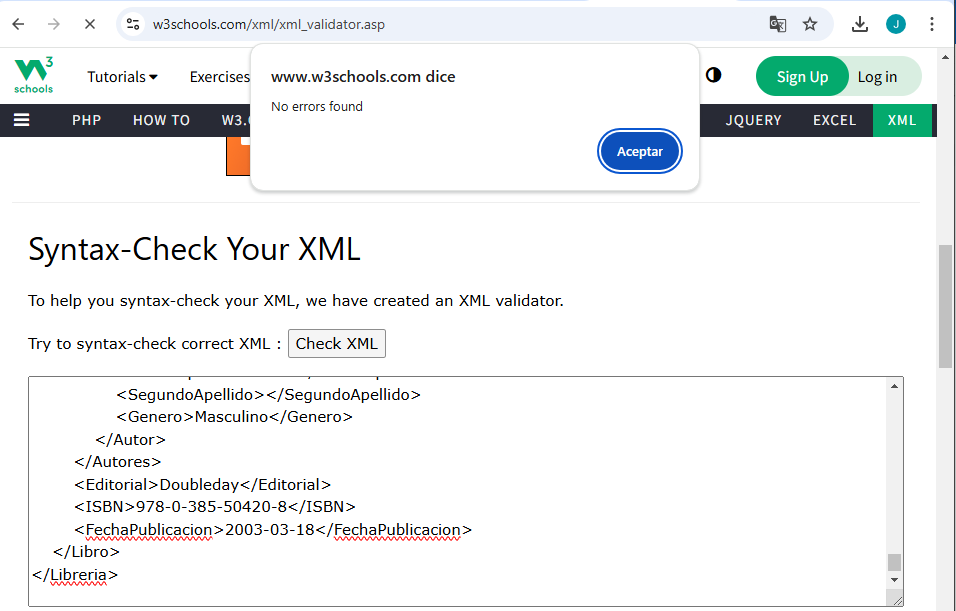 w3schools.com/xml/xml_validator.asp
J
W3
schools
Tutorials
Exercises
www.w3schools.com dice
No errors found
Aceptar
Sign Up
Log in
PHP
HOW TO
W3.
JQUERY
EXCEL
XML
Syntax-Check Your XML
To help you syntax-check your XML, we have created an XML validator.
Try to syntax-check correct XML :
Check XML
<SegundoApellido></SegundoApellido>
<Genero>Masculino</Genero>
</Autor>
</Autores>
<Editorial>Doubleday</Editorial>
<ISBN>978-0-385-50420-8</ISBN>
<FechaPublicacion>2003-03-18</FechaPublicacion>
</Libro>
</Libreria>